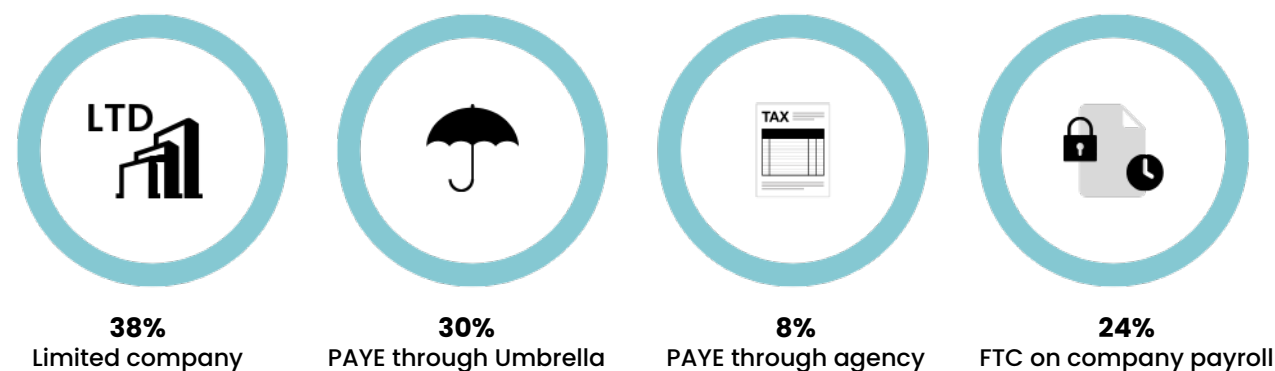 LTD
TAX
38%
Limited company
30%
PAYE through Umbrella
8%
PAYE through agency
24%
FTC on company payroll